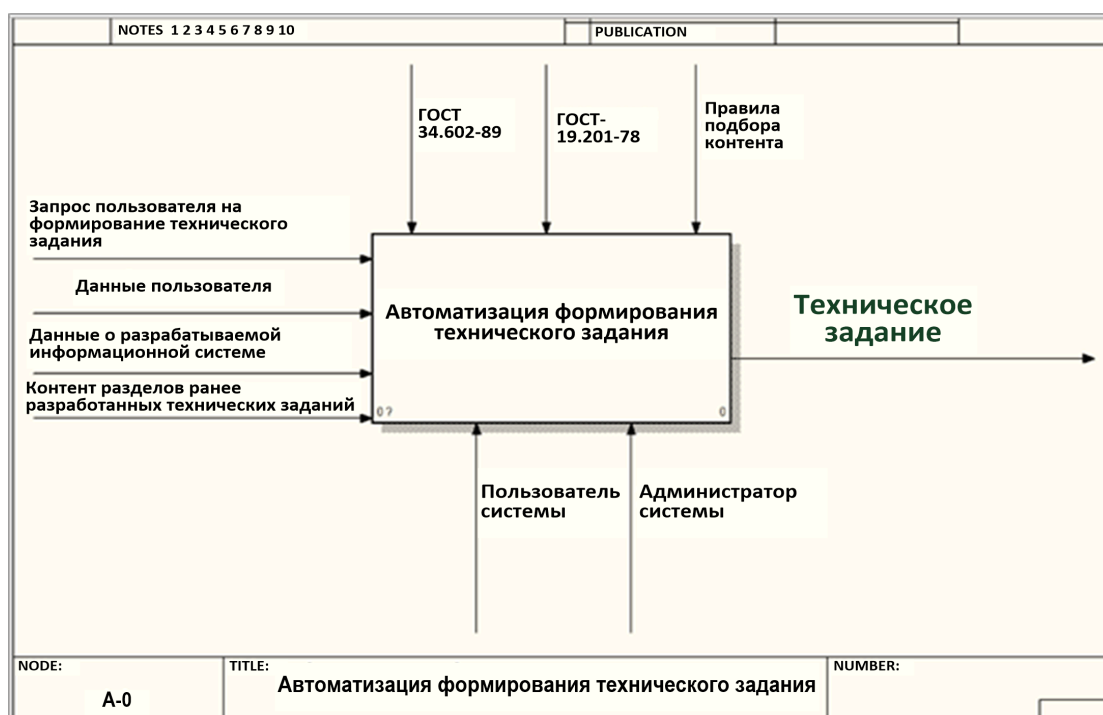 NOTES 1 2 3 4 5 6 7 8 9 10
PUBLICATION
ГОСТ
34.602-89
ГОСТ-
19.201-78
Правила
подбора
контента
Запрос пользователя на
формирование технического
задания
Данные пользователя
Данные о разрабатываемой
информационной системе
Контент разделов ранее
разработанных технических заданий
Автоматизация формирования
технического задания
0 ?
0
Техническое
задание
Пользователь
системы
Администратор
системы
NODE:
А-0
TITLE:
Автоматизация формирования технического задания
NUMBER: